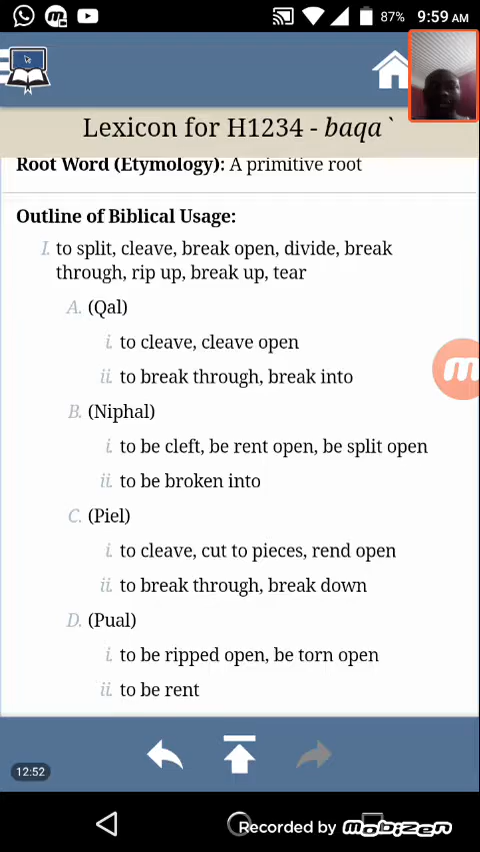 87% 9:59 AM
Lexicon for H1234 - baqa`
Root Word (Etymology): A primitive root
Outline of Biblical Usage:
I. to split, cleave, break open, divide, break
through, rip up, break up, tear
A. (Qal)
i. to cleave, cleave open
ii. to break through, break into
B. (Niphal)
i. to be cleft, be rent open, be split open
ii. to be broken into
C. (Piel)
i. to cleave, cut to pieces, rend open
ii. to break through, break down
D. (Pual)
i. to be ripped open, be torn open
ii. to be rent
12:52
Recorded by mobizen